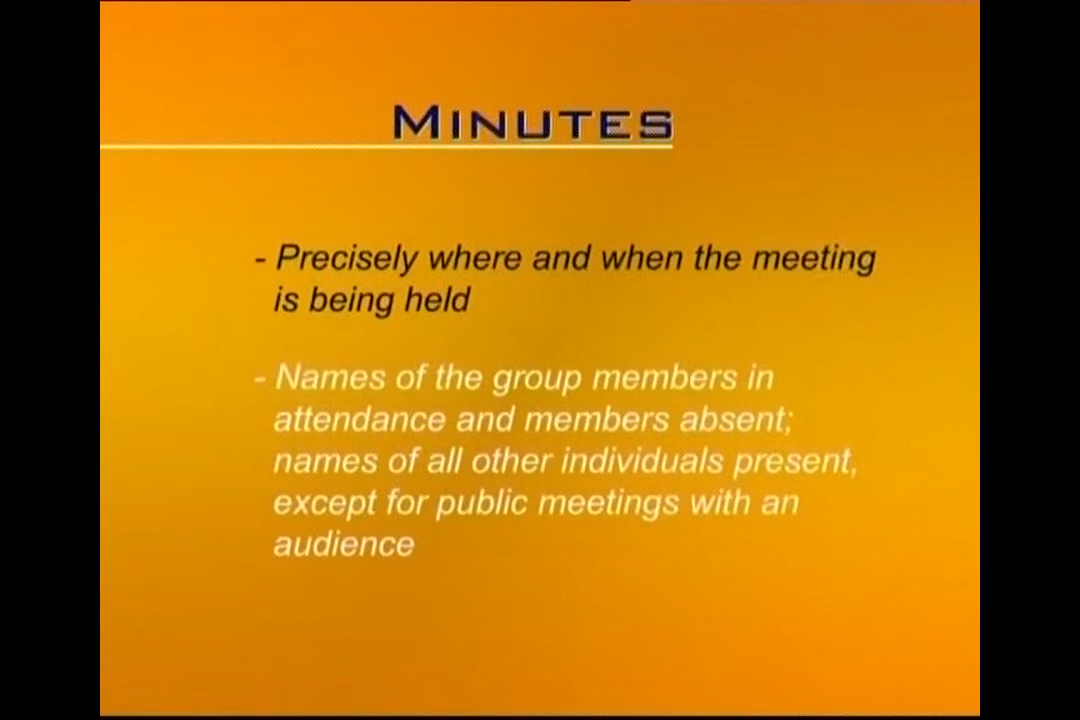 MINUTES
- Precisely where and when the meeting
is being held
- Names of the group members in
attendance and members absent;
names of all other individuals present,
except for public meetings with an
audience